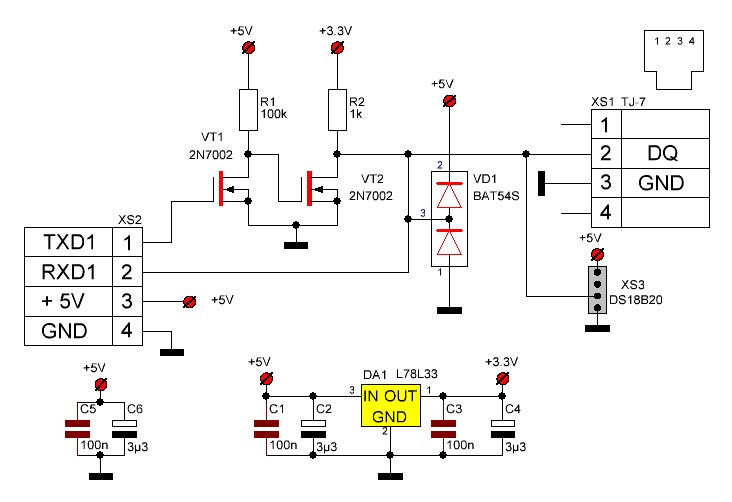 +5V
+3.3V
1 2 3 4
+5V
XS1 TJ-7
R1
100k
R2
1k
1
VT1
2N7002
2 DQ
2
VD1
BAT54S
VT2
2N7002
3 GND
3
4
XS2
TXD1 1
+5V
RXD1 2
1
XS3
DS18B20
+ 5V 3
+5V
GND 4
+5V
+5V
+3.3V
DA1 L78L33
3
IN OUT
1
GND
2
C5
100n
C6
3µ3
C1
100n
C2
3µ3
C3
100n
C4
3µ3